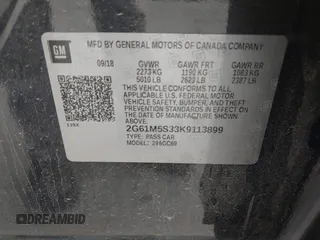 GM
MFD BY GENERAL MOTORS OF CANADA COMPANY
09/18 GVWR GAWR FRT GAWR RR
2273 KG 1190 KG 1083 KG
5010 LB 2623 LB 2387 LB
THIS VEHICLE CONFORMS TO ALL APPLICABLE
U.S. FEDERAL MOTOR VEHICLE SAFETY, BUMPER, AND
THEFT PREVENTION STANDARDS IN EFFECT ON THE
DATE OF MANUFACTURE SHOWN ABOVE.
2GG1M5S33K9113899
TYPE: PASS CAR
MODEL:
DREAMBID